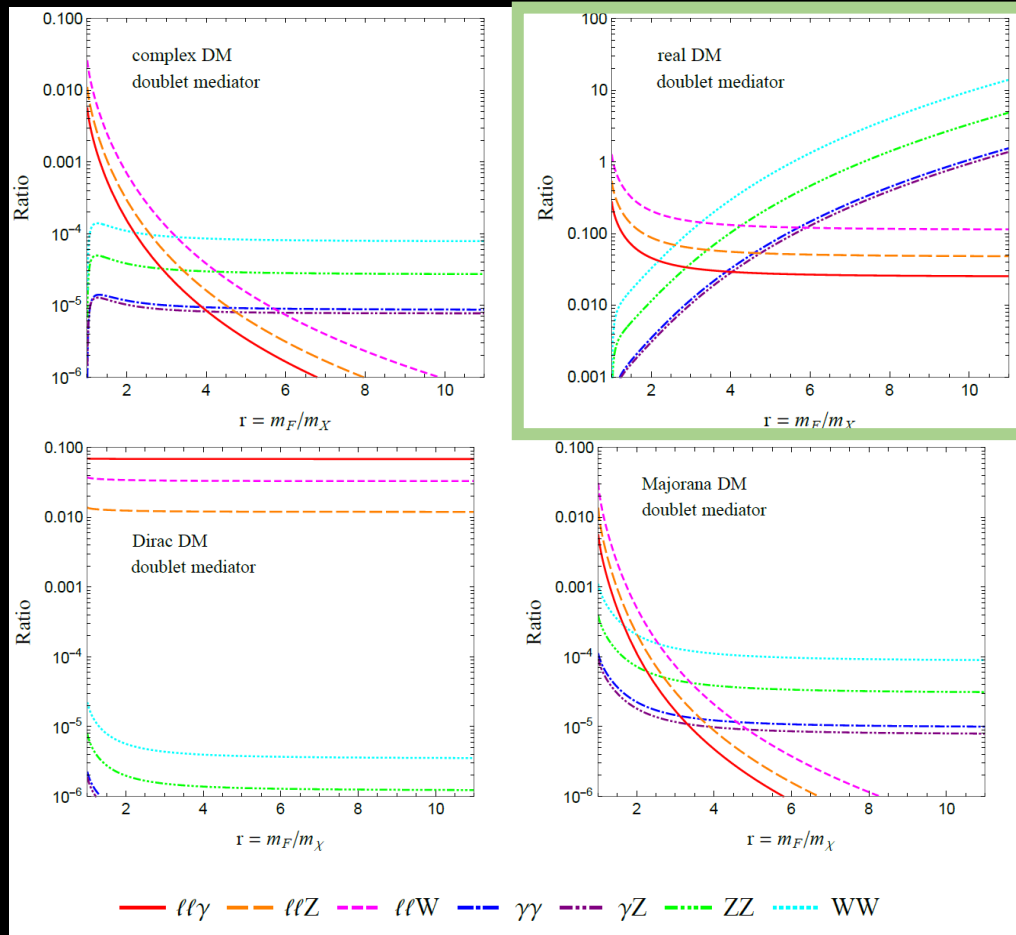 complex DM
doublet mediator
Ratio
0.100
0.010
0.001
10⁻⁴
10⁻⁵
10⁻⁶
2 4 6 8 10
r = m_F/m_X
real DM
doublet mediator
Ratio
100
10
1
0.100
0.010
0.001
2 4 6 8 10
r = m_F/m_X
Dirac DM
doublet mediator
Ratio
0.100
0.010
0.001
10⁻⁴
10⁻⁵
10⁻⁶
2 4 6 8 10
r = m_F/m_χ
Majorana DM
doublet mediator
Ratio
0.100
0.010
0.001
10⁻⁴
10⁻⁵
10⁻⁶
2 4 6 8 10
r = m_F/m_χ
ℓℓγ ℓℓZ ℓℓW γγ γZ ZZ WW